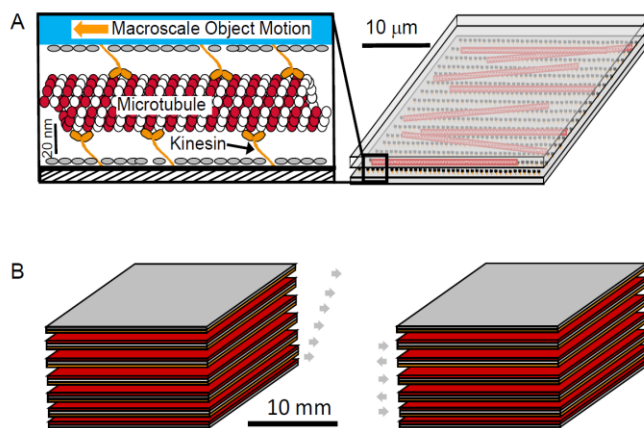 A
Macroscale Object Motion
10 μm
Microtubule
20 nm
Kinesin
B
10 mm